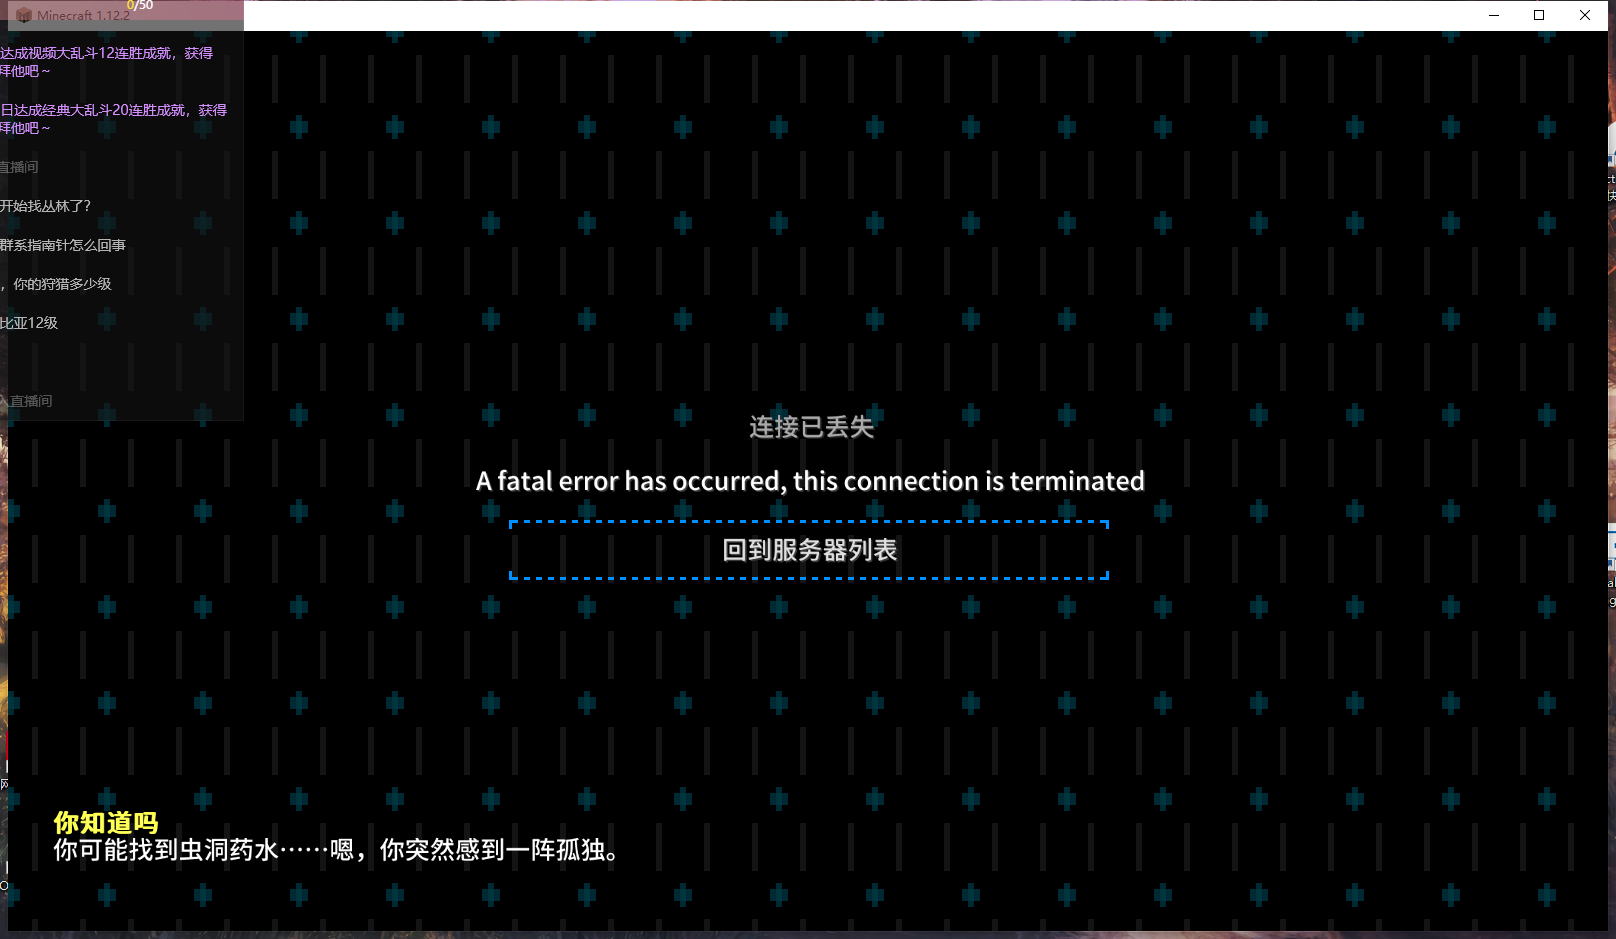 Minecraft 1.12.2
0/50
达成视频大乱斗12连胜成就，获得
拜他吧～
日达成经典大乱斗20连胜成就，获得
拜他吧～
直播间
开始找丛林了?
群系指南针怎么回事
，你的狩猎多少级
比亚12级
入直播间
连接已丢失
A fatal error has occurred, this connection is terminated
回到服务器列表
你知道吗
你可能找到虫洞药水……嗯，你突然感到一阵孤独。